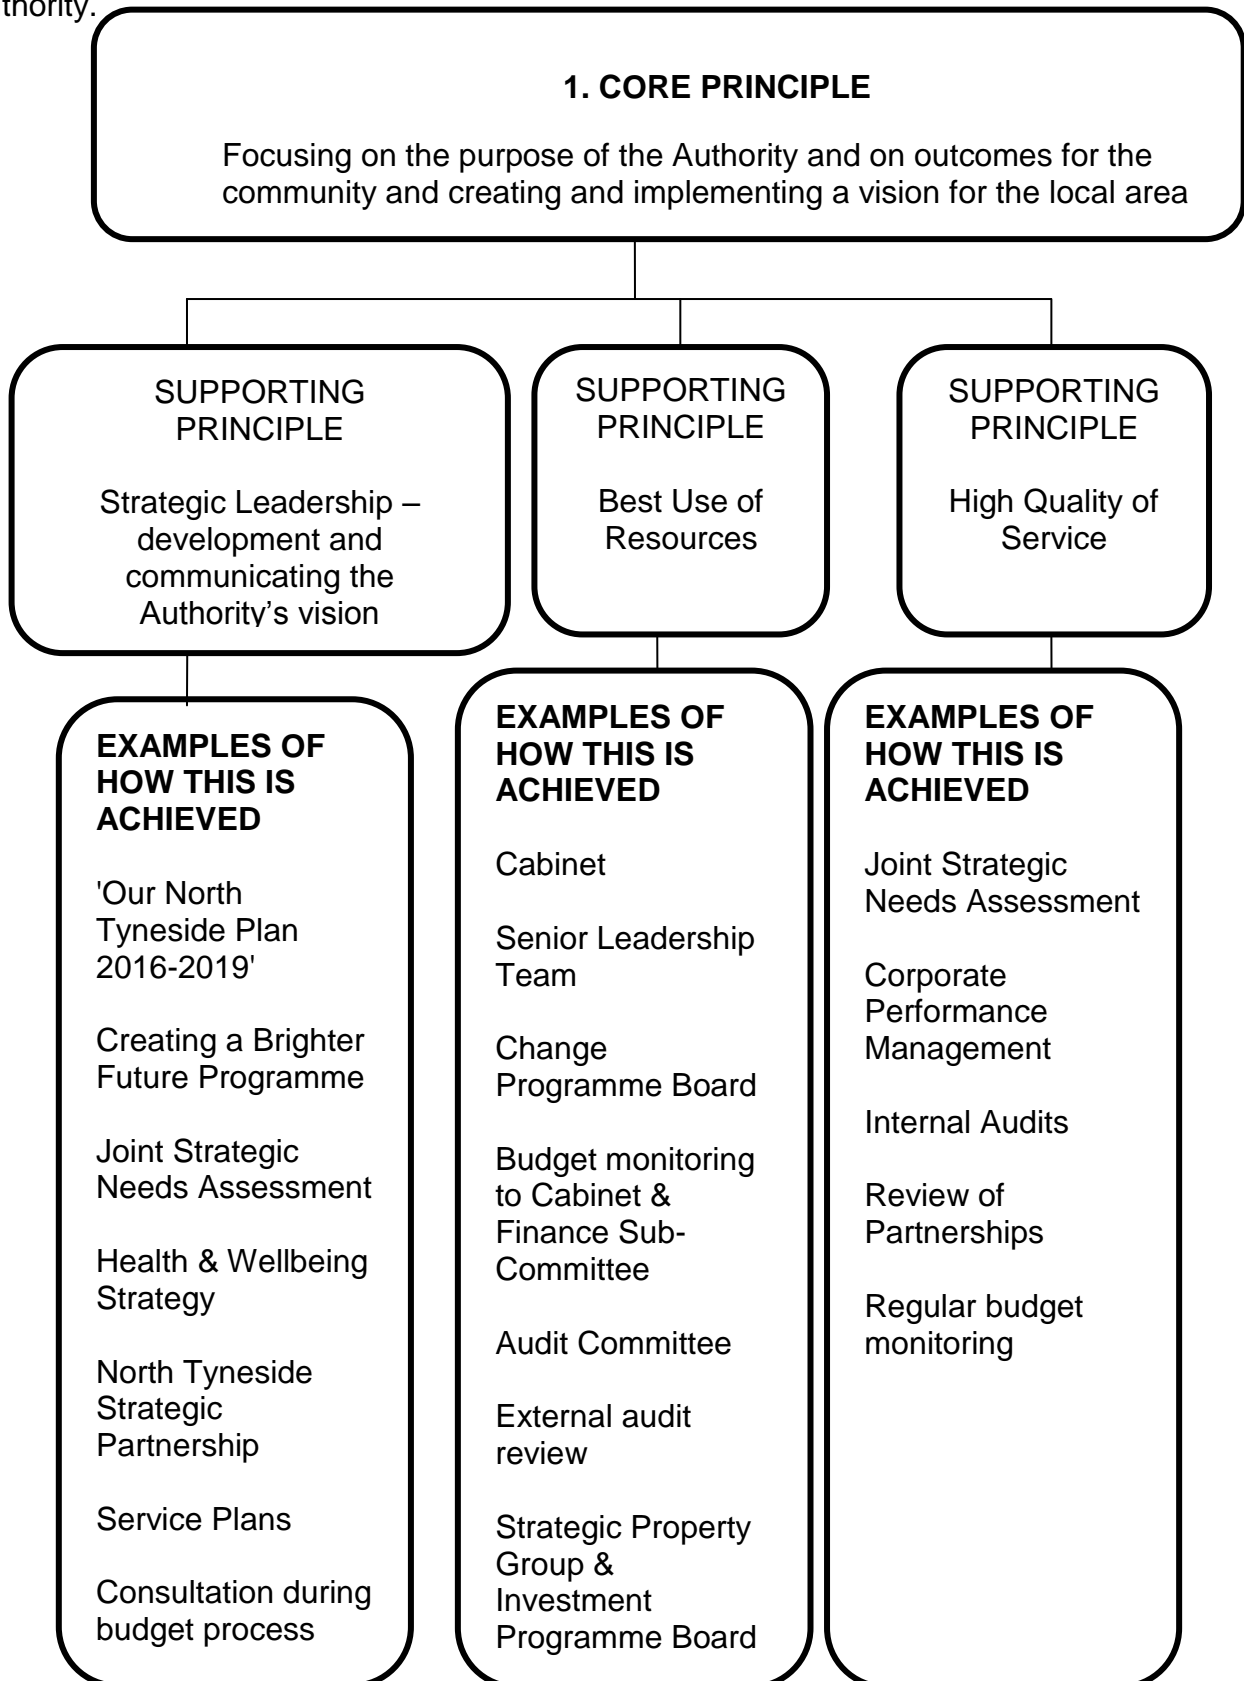 thority.
1. CORE PRINCIPLE
Focusing on the purpose of the Authority and on outcomes for the
community and creating and implementing a vision for the local area
SUPPORTING
PRINCIPLE
Strategic Leadership –
development and
communicating the
Authority’s vision
SUPPORTING
PRINCIPLE
Best Use of
Resources
SUPPORTING
PRINCIPLE
High Quality of
Service
EXAMPLES OF
HOW THIS IS
ACHIEVED
'Our North
Tyneside Plan
2016-2019'
Creating a Brighter
Future Programme
Joint Strategic
Needs Assessment
Health & Wellbeing
Strategy
North Tyneside
Strategic
Partnership
Service Plans
Consultation during
budget process
EXAMPLES OF
HOW THIS IS
ACHIEVED
Cabinet
Senior Leadership
Team
Change
Programme Board
Budget monitoring
to Cabinet &
Finance Sub-
Committee
Audit Committee
External audit
review
Strategic Property
Group &
Investment
Programme Board
EXAMPLES OF
HOW THIS IS
ACHIEVED
Joint Strategic
Needs Assessment
Corporate
Performance
Management
Internal Audits
Review of
Partnerships
Regular budget
monitoring